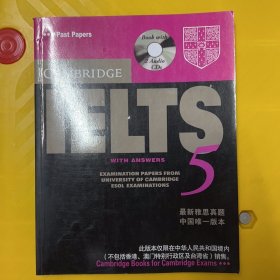 Past Papers
Book with
2 Audio
CDs
CAMBRIDGE
IELTS
5
WITH ANSWERS
EXAMINATION PAPERS FROM
UNIVERSITY OF CAMBRIDGE
ESOL EXAMINATIONS
最新雅思真题
中国唯一版本
此版本仅限在中华人民共和国境内
(不包括香港、澳门特别行政区及台湾省)销售。
Cambridge Books for Cambridge Exams